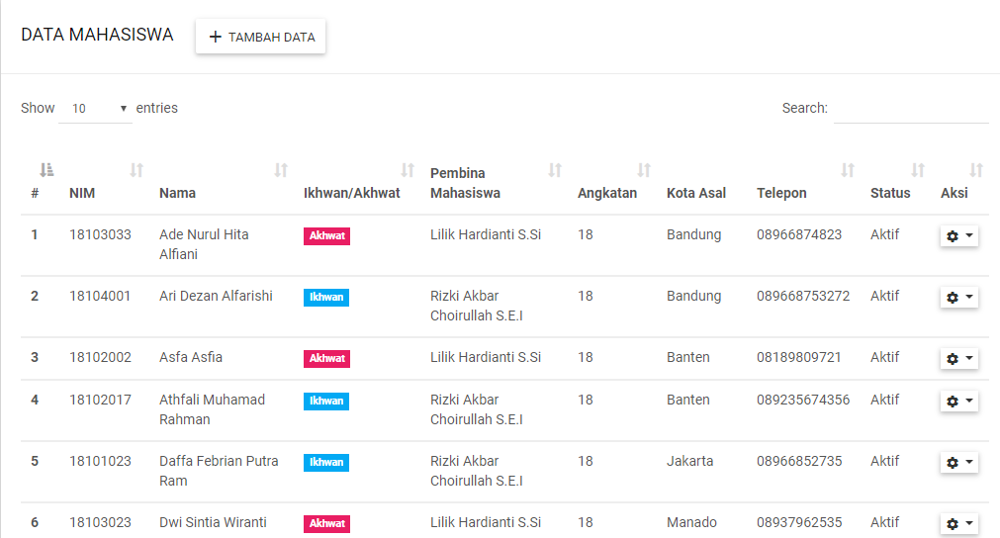 DATA MAHASISWA + TAMBAH DATA
Show 10 entries Search:
# NIM Nama Ikhwan/Akhwat Pembina Mahasiswa Angkatan Kota Asal Telepon Status Aksi
1 18103033 Ade Nurul Hita Alfiani Akhwat Lilik Hardianti S.Si 18 Bandung 08966874823 Aktif
2 18104001 Ari Dezan Alfarishi Ikhwan Rizki Akbar Choirullah S.E.I 18 Bandung 089668753272 Aktif
3 18102002 Asfa Asfia Akhwat Lilik Hardianti S.Si 18 Banten 08189809721 Aktif
4 18102017 Athfali Muhamad Rahman Ikhwan Rizki Akbar Choirullah S.E.I 18 Banten 089235674356 Aktif
5 18101023 Daffa Febrian Putra Ram Ikhwan Rizki Akbar Choirullah S.E.I 18 Jakarta 08966852735 Aktif
6 18103023 Dwi Sintia Wiranti Akhwat Lilik Hardianti S.Si 18 Manado 08937962535 Aktif